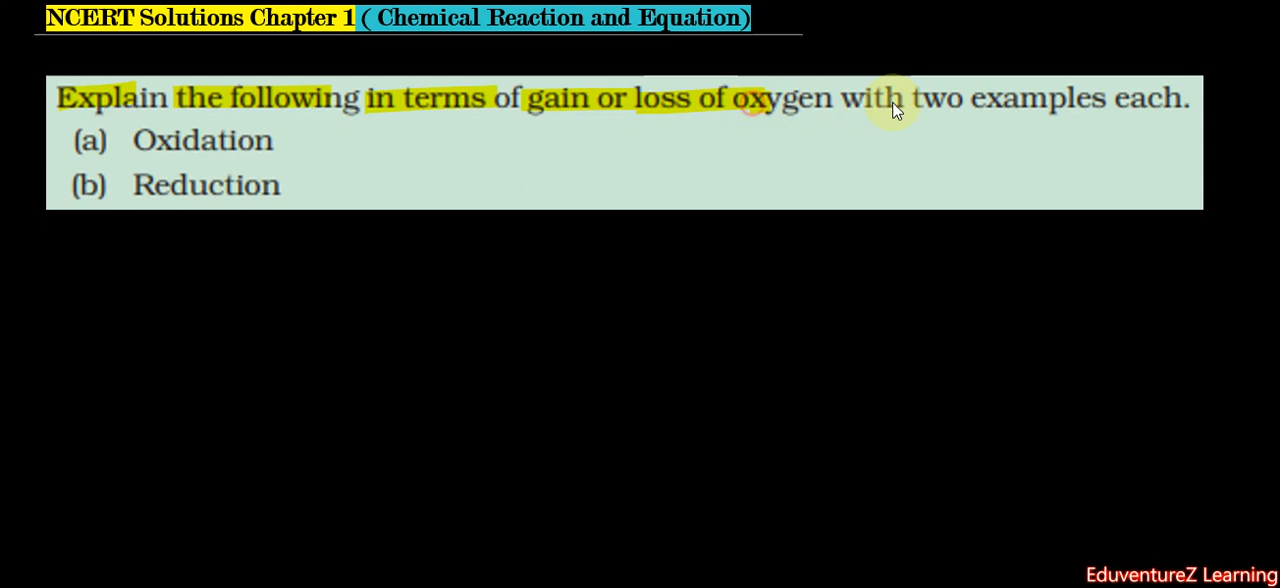 NCERT Solutions Chapter 1 ( Chemical Reaction and Equation)
Explain the following in terms of gain or loss of oxygen with two examples each.
(a) Oxidation
(b) Reduction
EduventureZ Learning